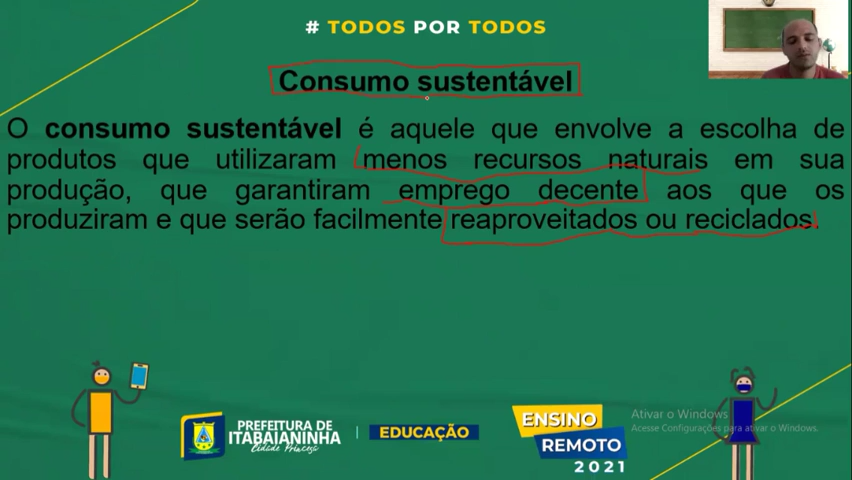 # TODOS POR TODOS
Consumo sustentável
O consumo sustentável é aquele que envolve a escolha de
produtos que utilizaram menos recursos naturais em sua
produção, que garantiram emprego decente aos que os
produziram e que serão facilmente reaproveitados ou reciclados.
PREFEITURA DE
ITABAIANINHA
Cidade Princesa
EDUCAÇÃO
ENSINO
REMOTO
2021
Ativar o Windows
Acesse Configurações para ativar o Windows.